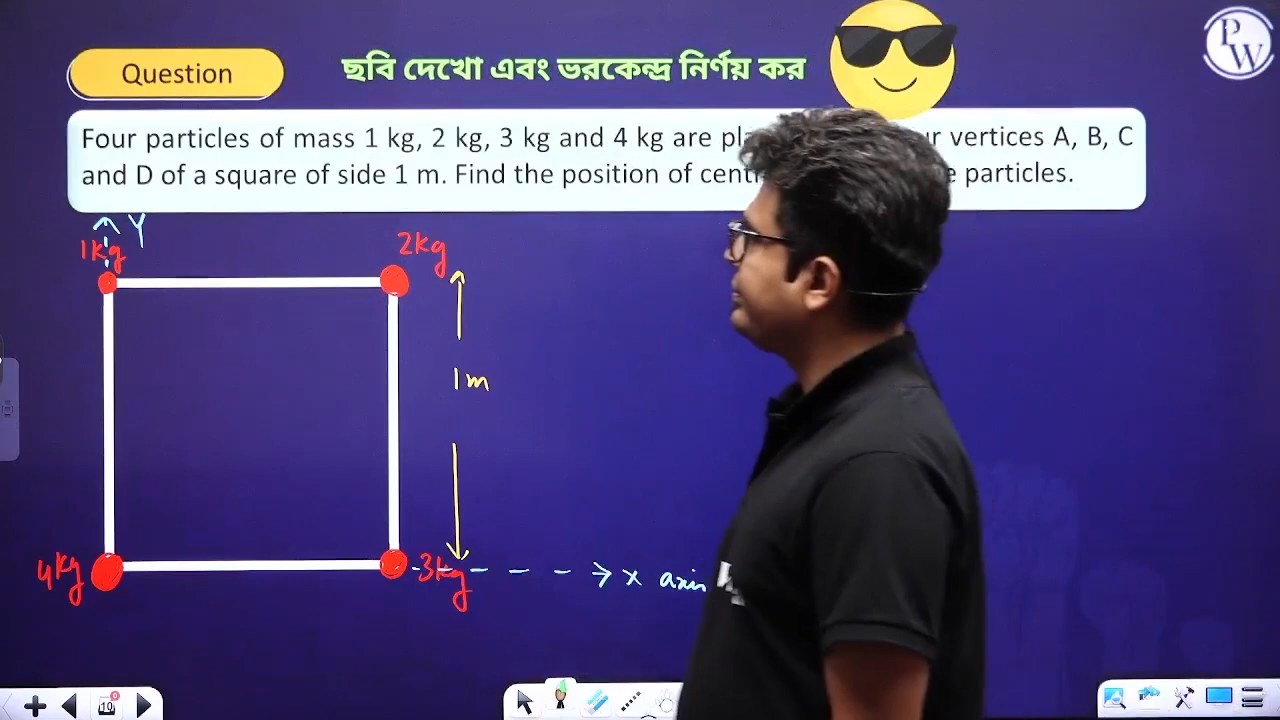 Question
ছবি দেখো এবং ভরকেন্দ্র নির্ণয় কর
PW
Four particles of mass 1 kg, 2 kg, 3 kg and 4 kg are vertices A, B, C
and D of a square of side 1 m. Find the position of particles.
Y
1kg
2kg
1m
4kg
3kg
x axis
10